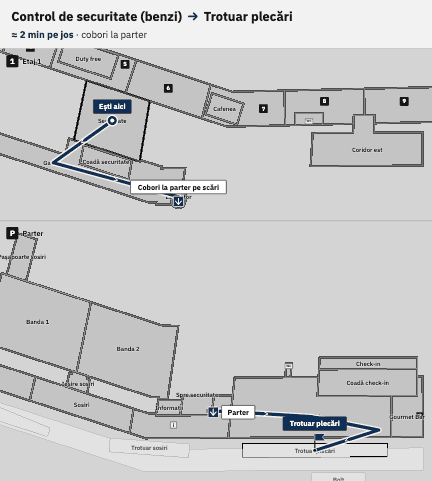 Control de securitate (benzi) → Trotuar plecări
≈ 2 min pe jos · cobori la parter
1 Etaj 1
Duty free
5
6
Cafenea
7
8
9
Ești aici
Coridor est
Coadă securitate
Cobori la parter pe scări
P Parter
Pașapoarte sosiri
Banda 1
Banda 2
Check-in
Coadă check-in
Ieșire sosiri
Sosiri
Informații
Spre securitate
Parter
Gourmet Bar
Trotuar plecări
Trotuar sosiri
Trotuar plecări